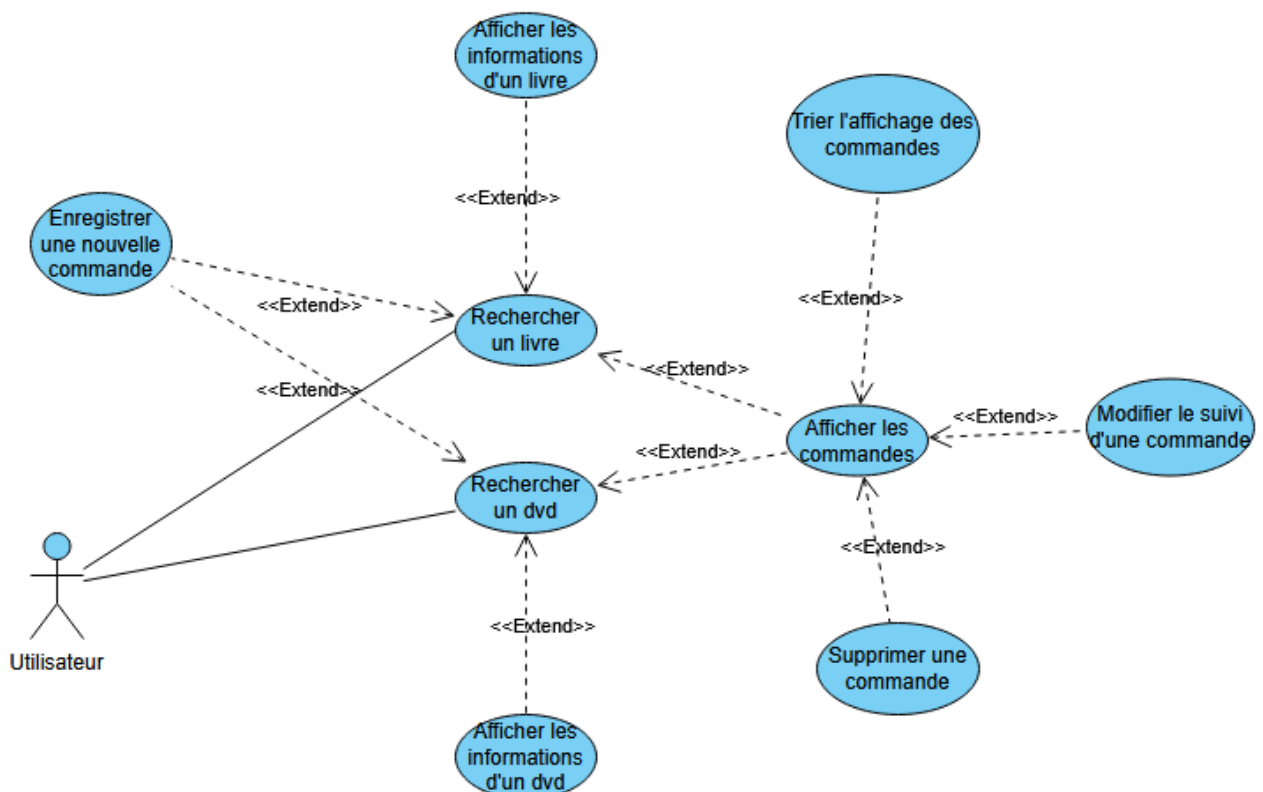 Afficher les
informations
d'un livre
Trier l'affichage des
commandes
<<Extend>>
Enregistrer
une nouvelle
commande
<<Extend>>
<<Extend>>
Rechercher
un livre
<<Extend>>
<<Extend>>
Afficher les
commandes
<<Extend>>
Modifier le suivi
d'une commande
<<Extend>>
<<Extend>>
Rechercher
un dvd
<<Extend>>
<<Extend>>
Utilisateur
Supprimer une
commande
Afficher les
informations
d'un dvd